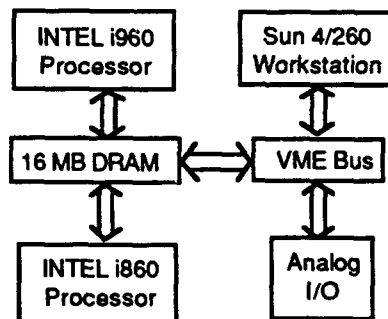 INTEL i960
Processor
Sun 4/260
Workstation
16 MB DRAM
VME Bus
INTEL i860
Processor
Analog
I/O